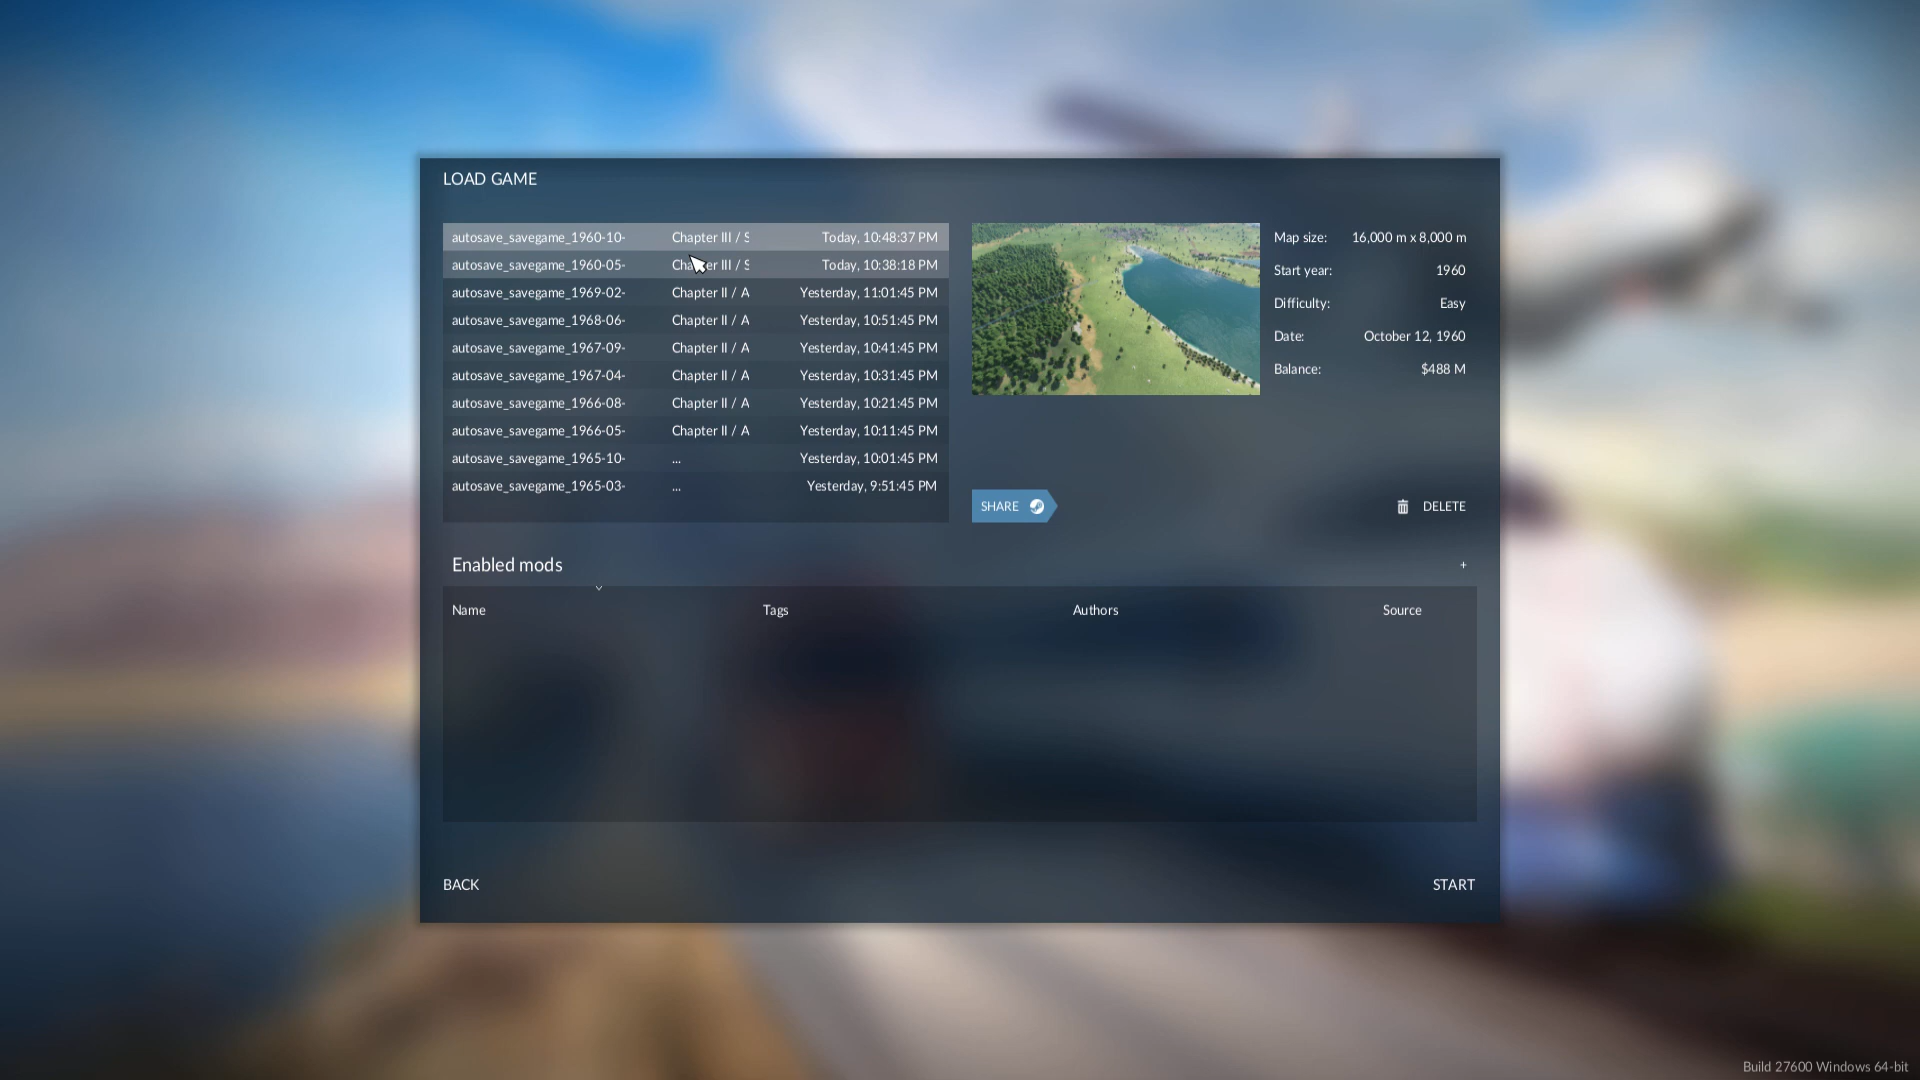 LOAD GAME
autosave_savegame_1960-10- Chapter III / S Today, 10:48:37 PM
autosave_savegame_1960-05- Chapter III / S Today, 10:38:18 PM
autosave_savegame_1969-02- Chapter II / A Yesterday, 11:01:45 PM
autosave_savegame_1968-06- Chapter II / A Yesterday, 10:51:45 PM
autosave_savegame_1967-09- Chapter II / A Yesterday, 10:41:45 PM
autosave_savegame_1967-04- Chapter II / A Yesterday, 10:31:45 PM
autosave_savegame_1966-08- Chapter II / A Yesterday, 10:21:45 PM
autosave_savegame_1966-05- Chapter II / A Yesterday, 10:11:45 PM
autosave_savegame_1965-10- ... Yesterday, 10:01:45 PM
autosave_savegame_1965-03- ... Yesterday, 9:51:45 PM
Map size: 16,000 m x 8,000 m
Start year: 1960
Difficulty: Easy
Date: October 12, 1960
Balance: $488 M
SHARE
DELETE
Enabled mods +
Name Tags Authors Source
BACK START
Build 27600 Windows 64-bit